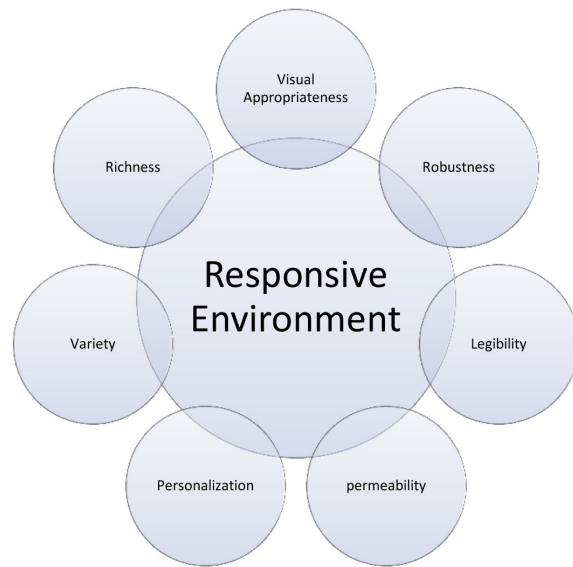 Visual
Appropriateness
Richness
Robustness
Responsive
Environment
Variety
Legibility
Personalization
permeability